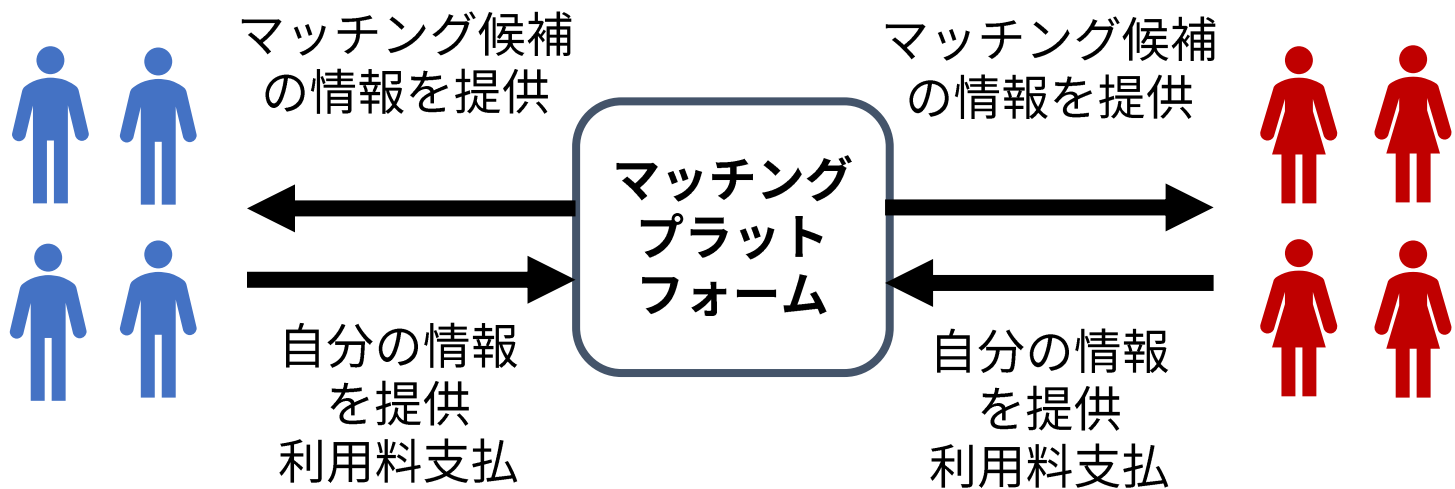 マッチング候補
の情報を提供
マッチング候補
の情報を提供
マッチング
プラット
フォーム
自分の情報
を提供
利用料支払
自分の情報
を提供
利用料支払